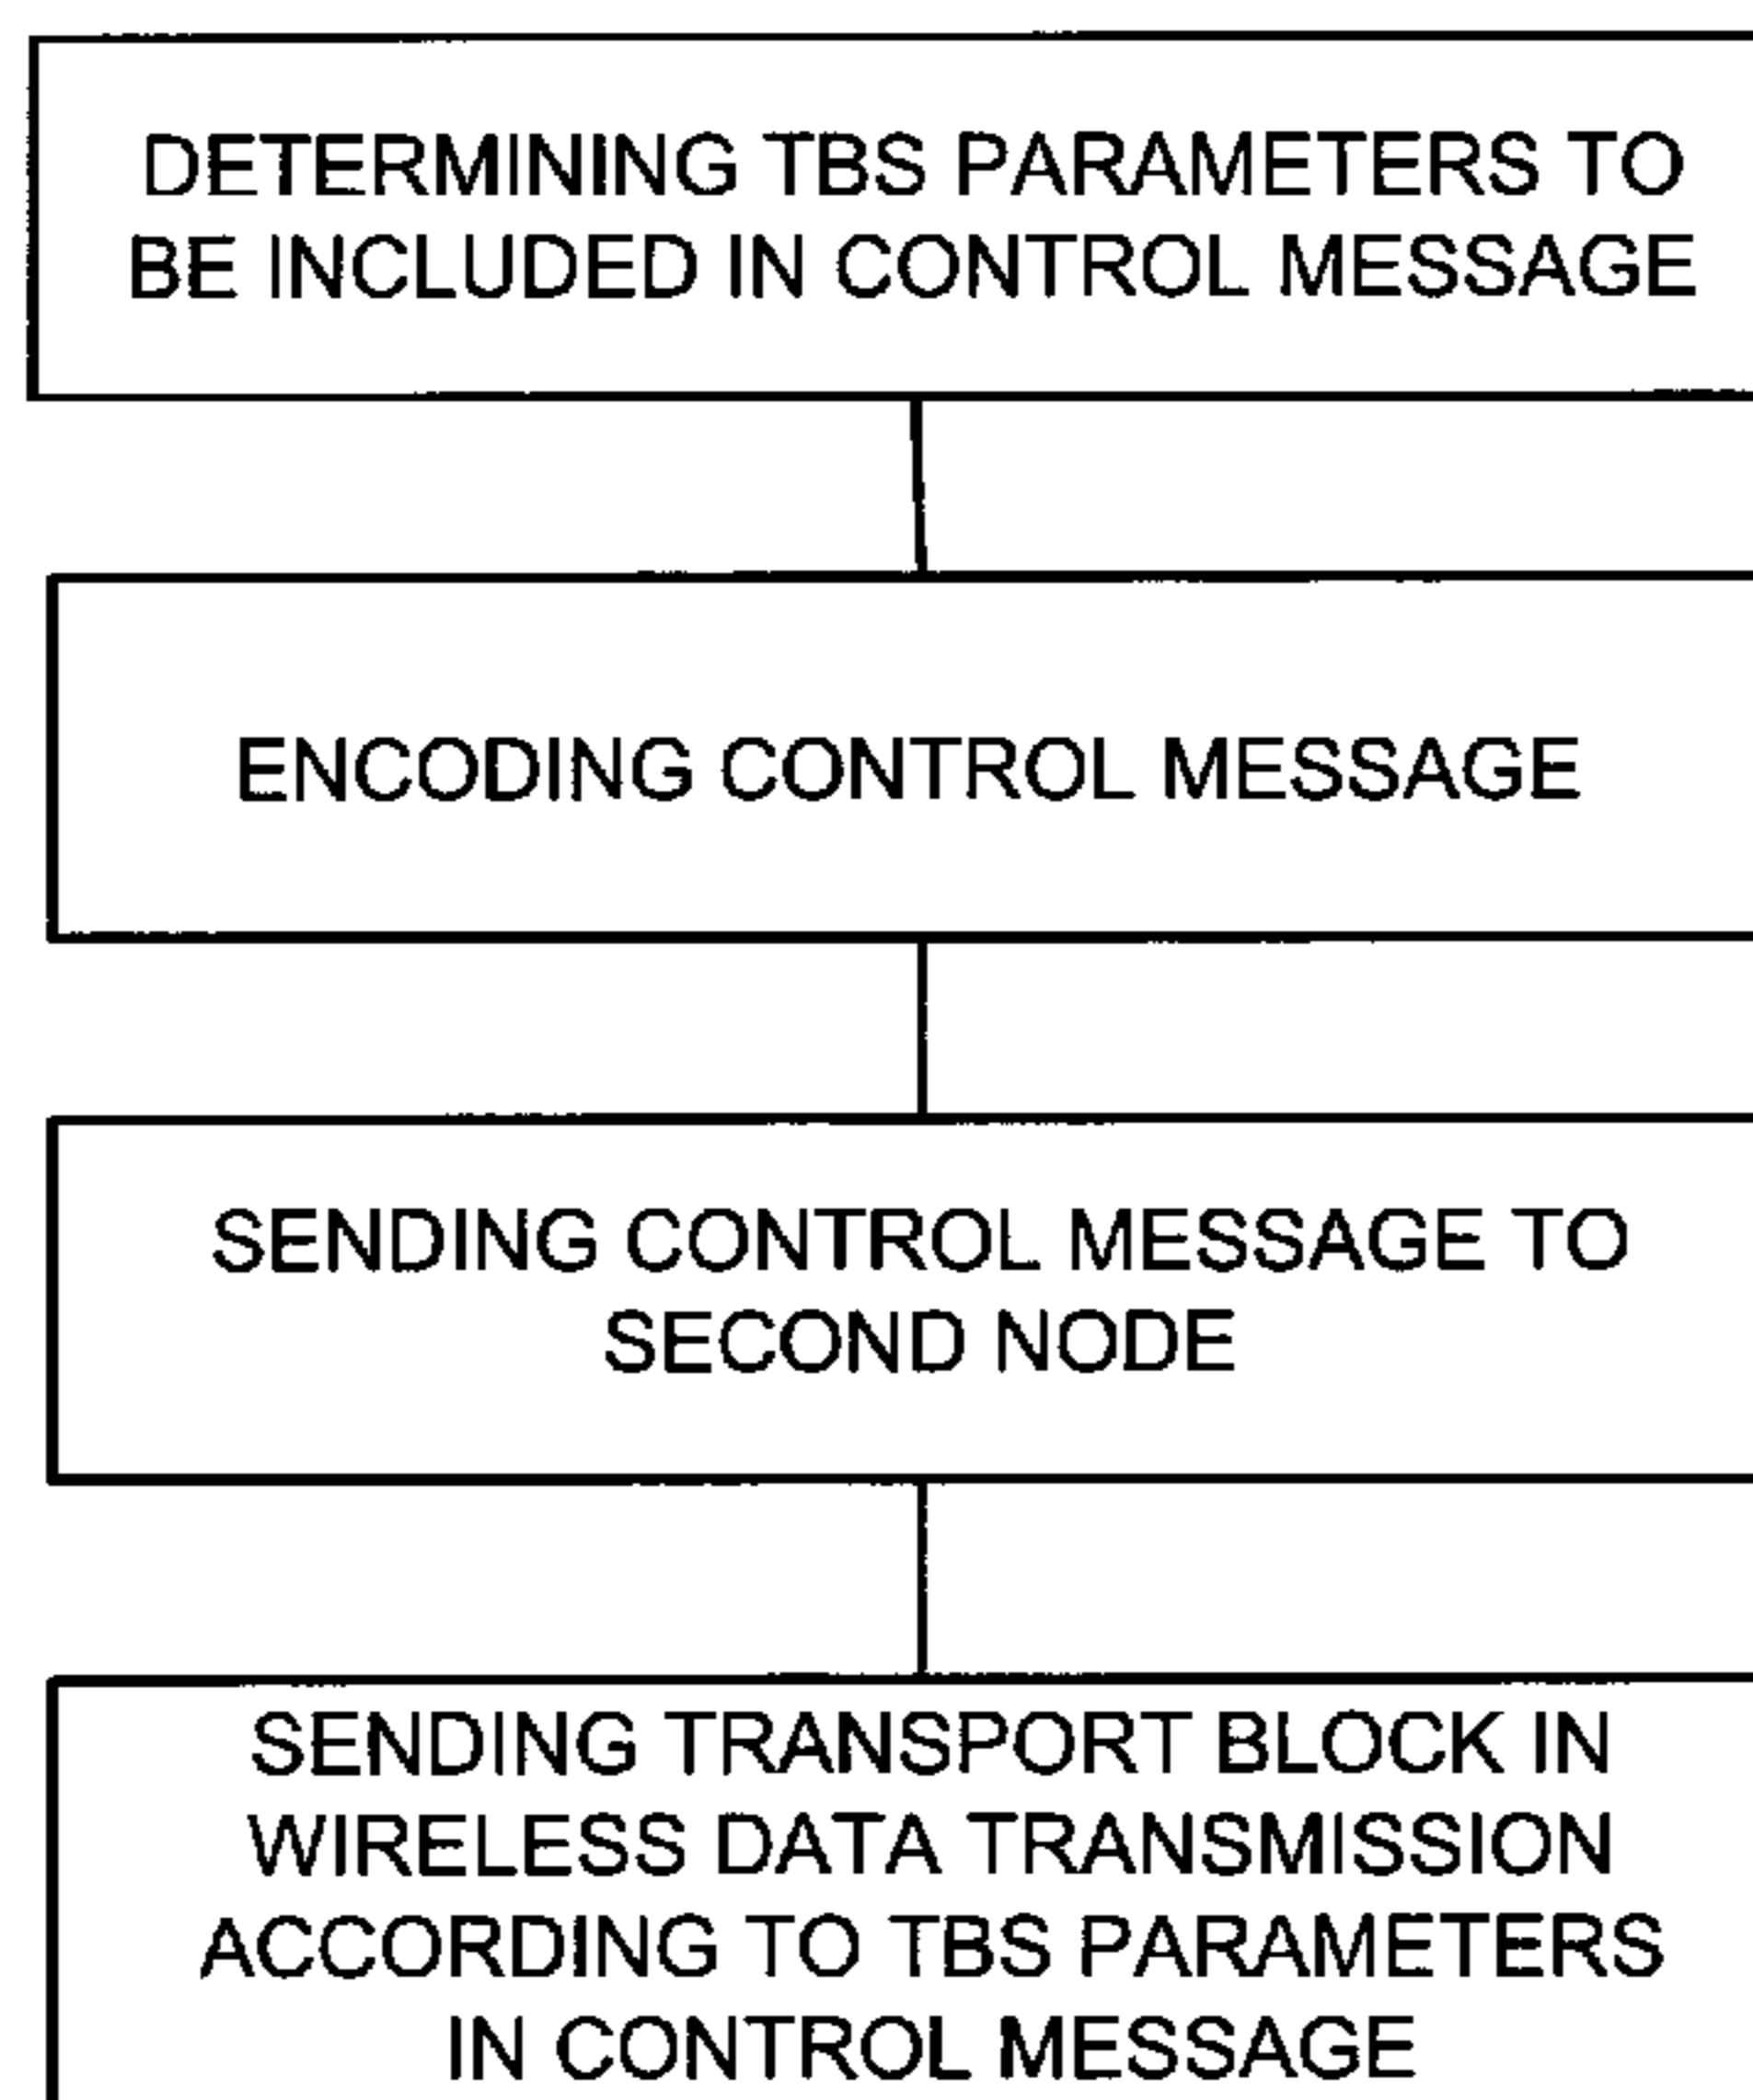 DETERMINING TBS PARAMETERS TO
BE INCLUDED IN CONTROL MESSAGE
ENCODING CONTROL MESSAGE
SENDING CONTROL MESSAGE TO
SECOND NODE
SENDING TRANSPORT BLOCK IN
WIRELESS DATA TRANSMISSION
ACCORDING TO TBS PARAMETERS
IN CONTROL MESSAGE